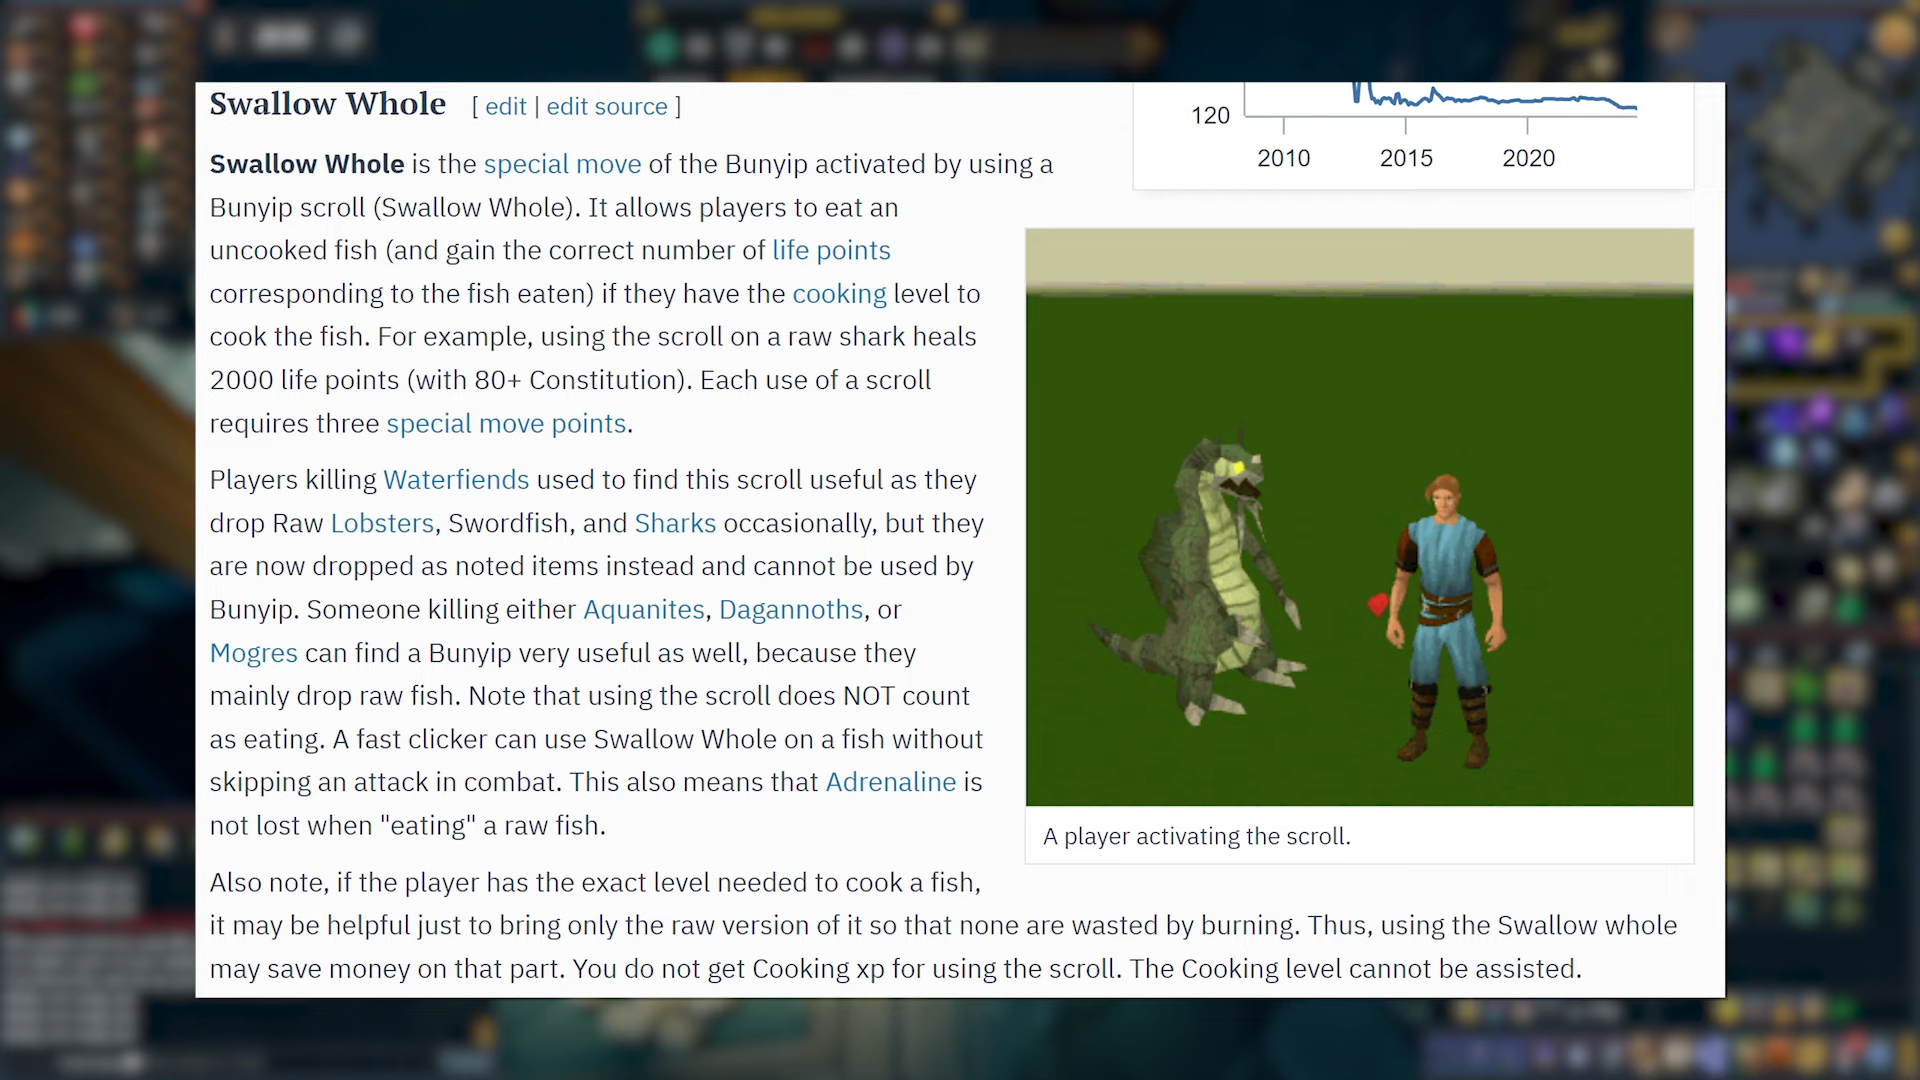 Swallow Whole [ edit | edit source ]
Swallow Whole is the special move of the Bunyip activated by using a
Bunyip scroll (Swallow Whole). It allows players to eat an
uncooked fish (and gain the correct number of life points
corresponding to the fish eaten) if they have the cooking level to
cook the fish. For example, using the scroll on a raw shark heals
2000 life points (with 80+ Constitution). Each use of a scroll
requires three special move points.
Players killing Waterfiends used to find this scroll useful as they
drop Raw Lobsters, Swordfish, and Sharks occasionally, but they
are now dropped as noted items instead and cannot be used by
Bunyip. Someone killing either Aquanites, Dagannoths, or
Mogres can find a Bunyip very useful as well, because they
mainly drop raw fish. Note that using the scroll does NOT count
as eating. A fast clicker can use Swallow Whole on a fish without
skipping an attack in combat. This also means that Adrenaline is
not lost when "eating" a raw fish.
Also note, if the player has the exact level needed to cook a fish,
it may be helpful just to bring only the raw version of it so that none are wasted by burning. Thus, using the Swallow whole
may save money on that part. You do not get Cooking xp for using the scroll. The Cooking level cannot be assisted.
120
2010 2015 2020
A player activating the scroll.